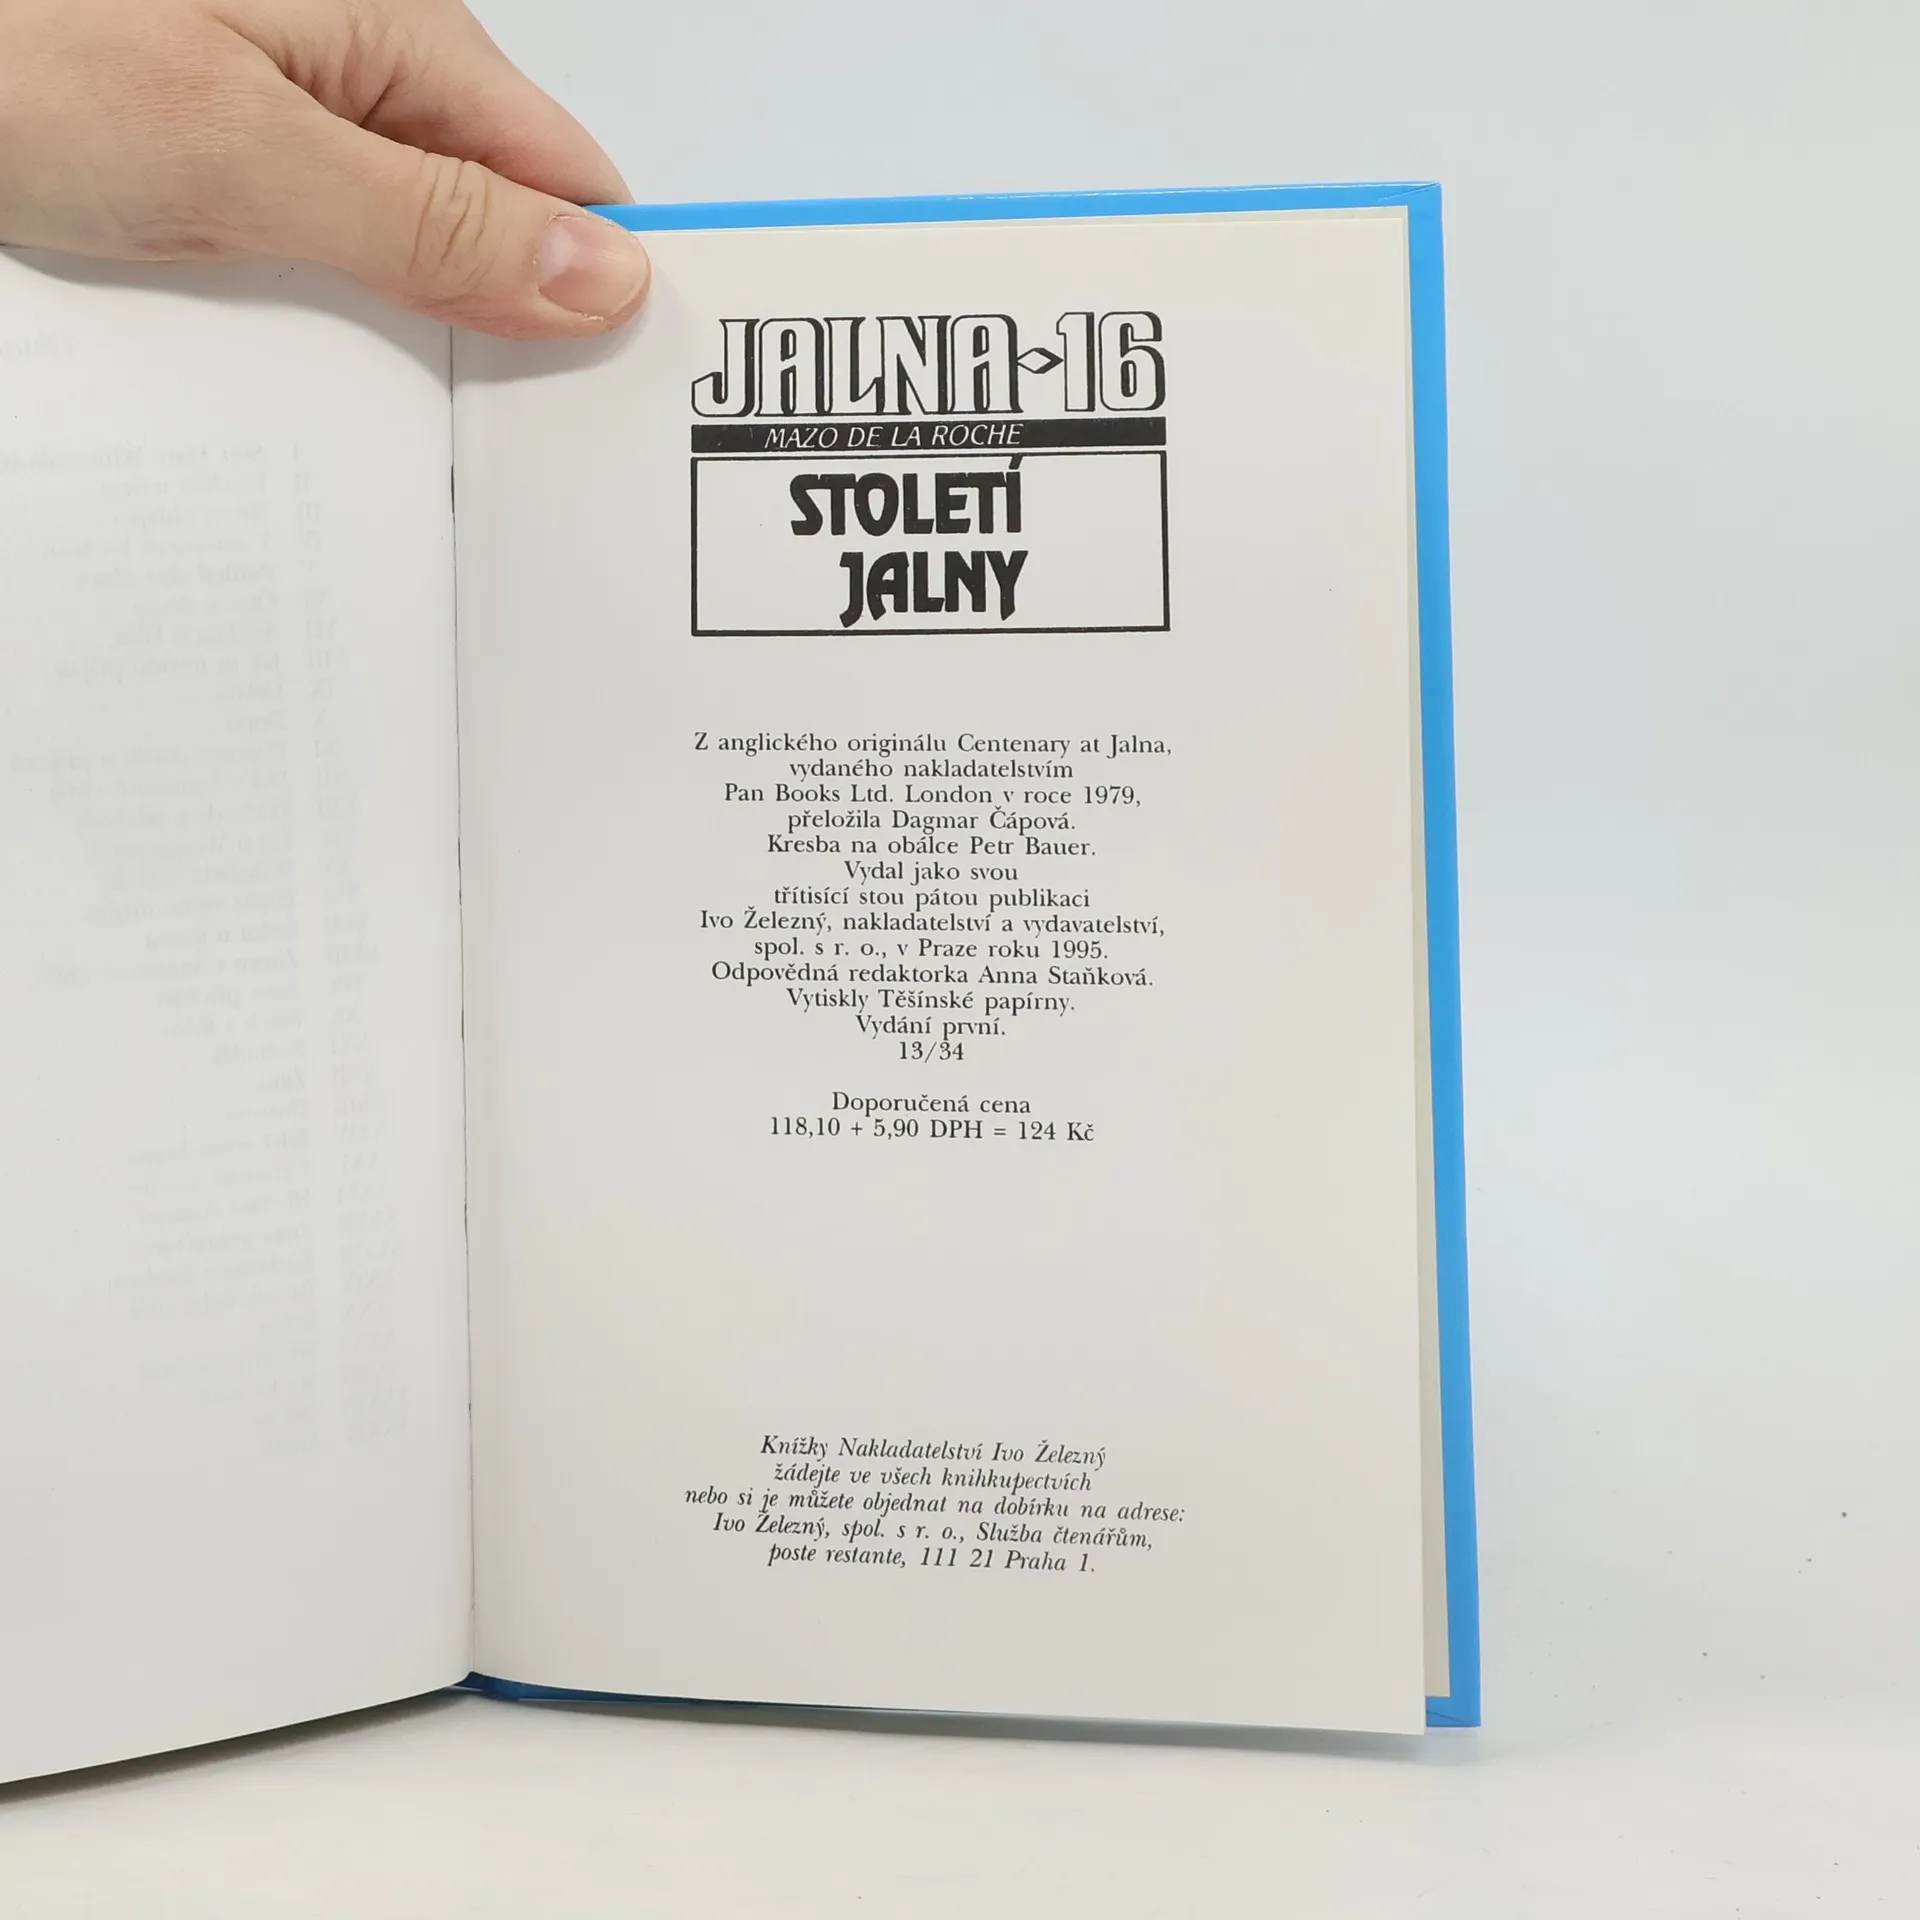 JALNA-16
MAZO DE LA ROCHE
STOLETÍ
JALNY
Z anglického originálu Centenary at Jalna,
vydaného nakladatelstvím
Pan Books Ltd. London v roce 1979,
přeložila Dagmar Čápová.
Kresba na obálce Petr Bauer.
Vydal jako svou
třítisící stou pátou publikaci
Ivo Železný, nakladatelství a vydavatelství,
spol. s r. o., v Praze roku 1995.
Odpovědná redaktorka Anna Staňková.
Vytiskly Těšínské papírny.
Vydání první.
13/34
Doporučená cena
118,10 + 5,90 DPH = 124 Kč
Knížky Nakladatelství Ivo Železný
žádejte ve všech knihkupectvích
nebo si je můžete objednat na dobírku na adrese:
Ivo Železný, spol. s r. o., Služba čtenářům,
poste restante, 111 21 Praha 1.